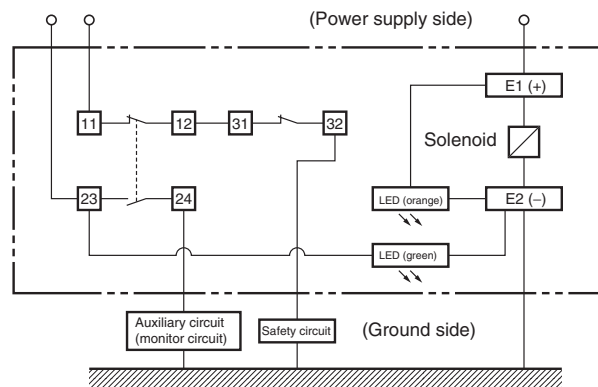 (Power supply side)
E1 (+)
11
12
31
32
Solenoid
23
24
LED (orange)
E2 (–)
LED (green)
Auxiliary circuit
(monitor circuit)
Safety circuit
(Ground side)